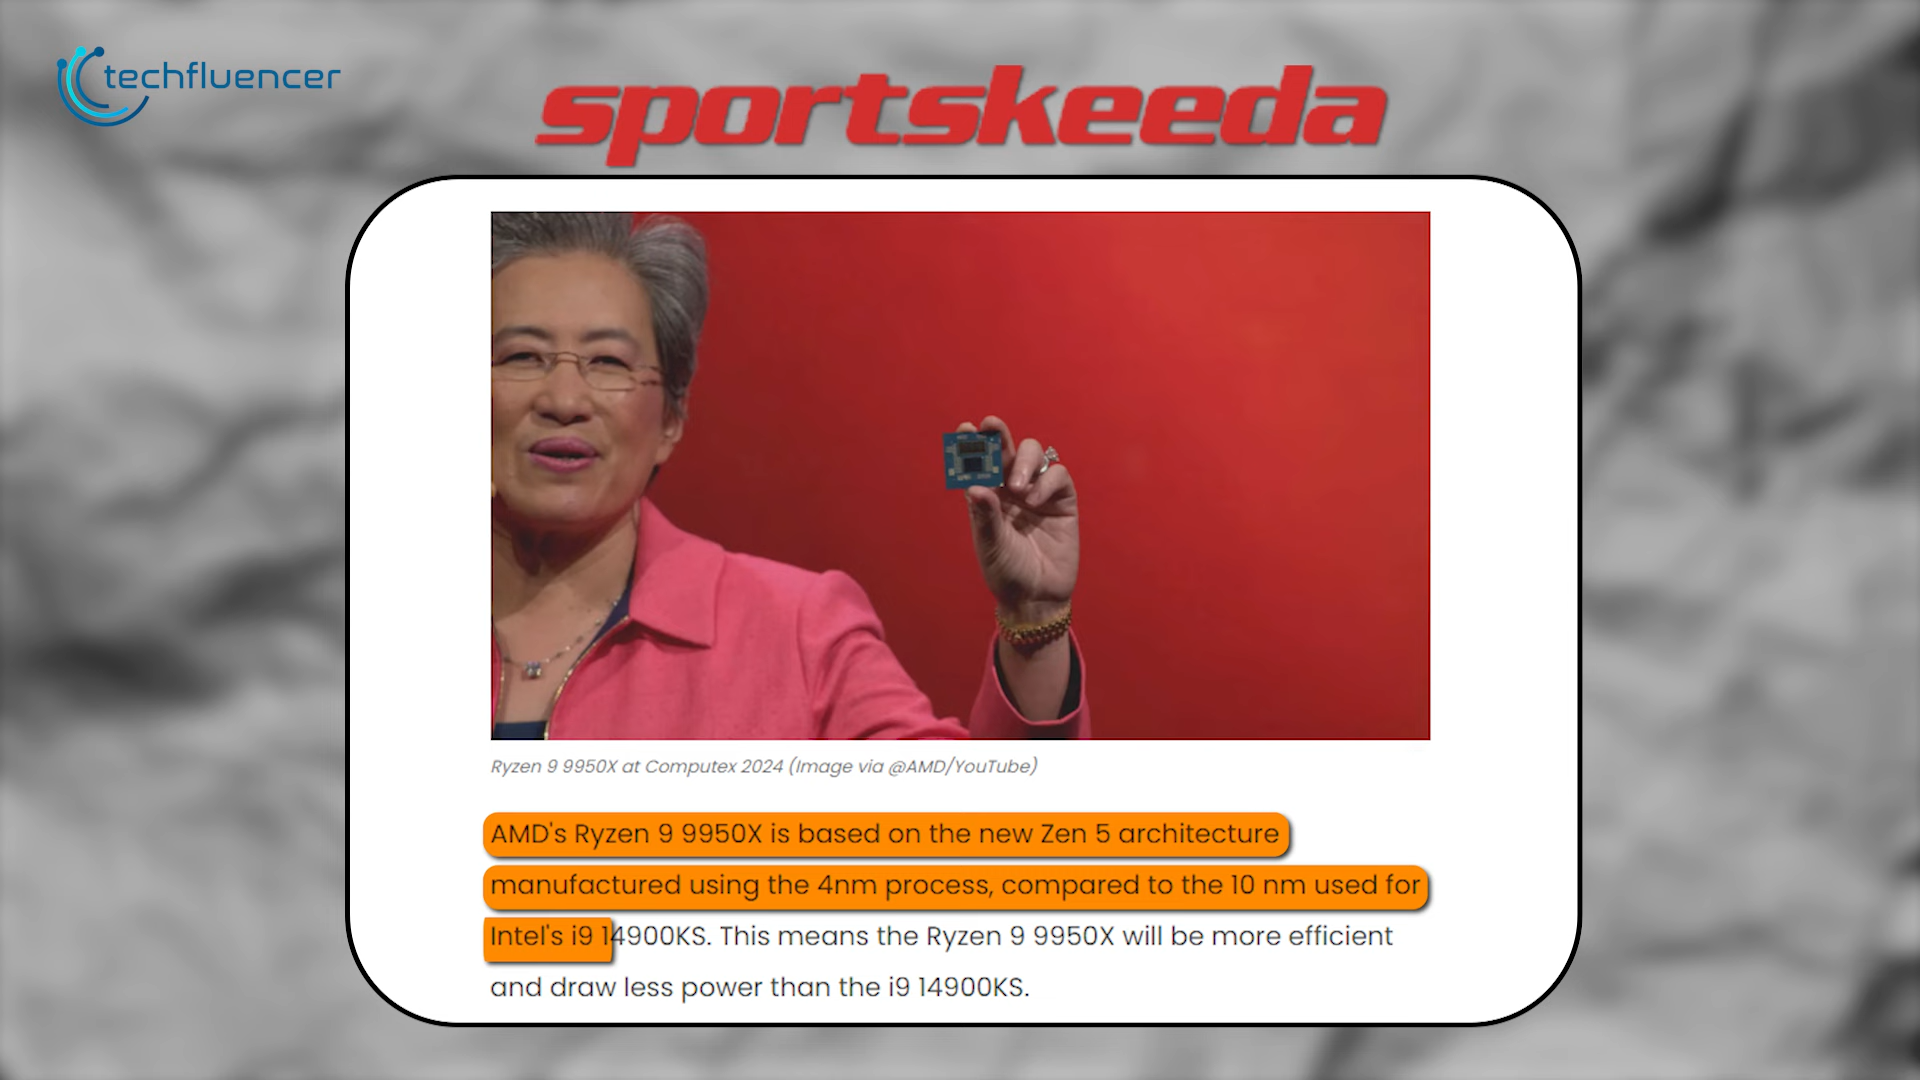 techfluencer
sportskeeda
Ryzen 9 9950X at Computex 2024 (Image via @AMD/YouTube)
AMD's Ryzen 9 9950X is based on the new Zen 5 architecture
manufactured using the 4nm process, compared to the 10 nm used for
Intel's i9 14900KS. This means the Ryzen 9 9950X will be more efficient
and draw less power than the i9 14900KS.